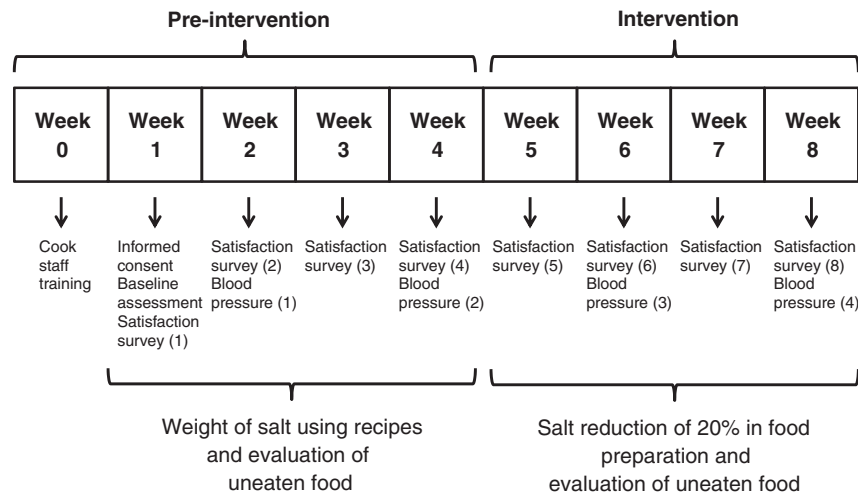 Pre-intervention
Intervention
Week
0
Week
1
Week
2
Week
3
Week
4
Week
5
Week
6
Week
7
Week
8
Cook
staff
training
Informed
consent
Baseline
assessment
Satisfaction
survey (1)
Satisfaction
survey (2)
Blood
pressure (1)
Satisfaction
survey (3)
Satisfaction
survey (4)
Blood
pressure (2)
Satisfaction
survey (5)
Satisfaction
survey (6)
Blood
pressure (3)
Satisfaction
survey (7)
Satisfaction
survey (8)
Blood
pressure (4)
Weight of salt using recipes
and evaluation of
uneaten food
Salt reduction of 20% in food
preparation and
evaluation of uneaten food